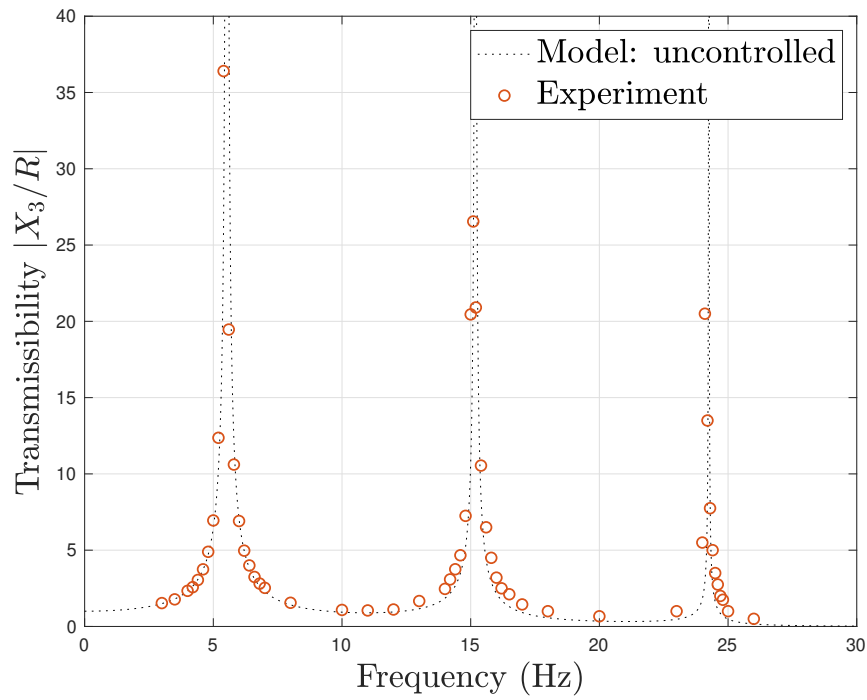 Model: uncontrolled
Experiment
Transmissibility |X₃/R|
40
35
30
25
20
15
10
5
0
0 5 10 15 20 25 30
Frequency (Hz)